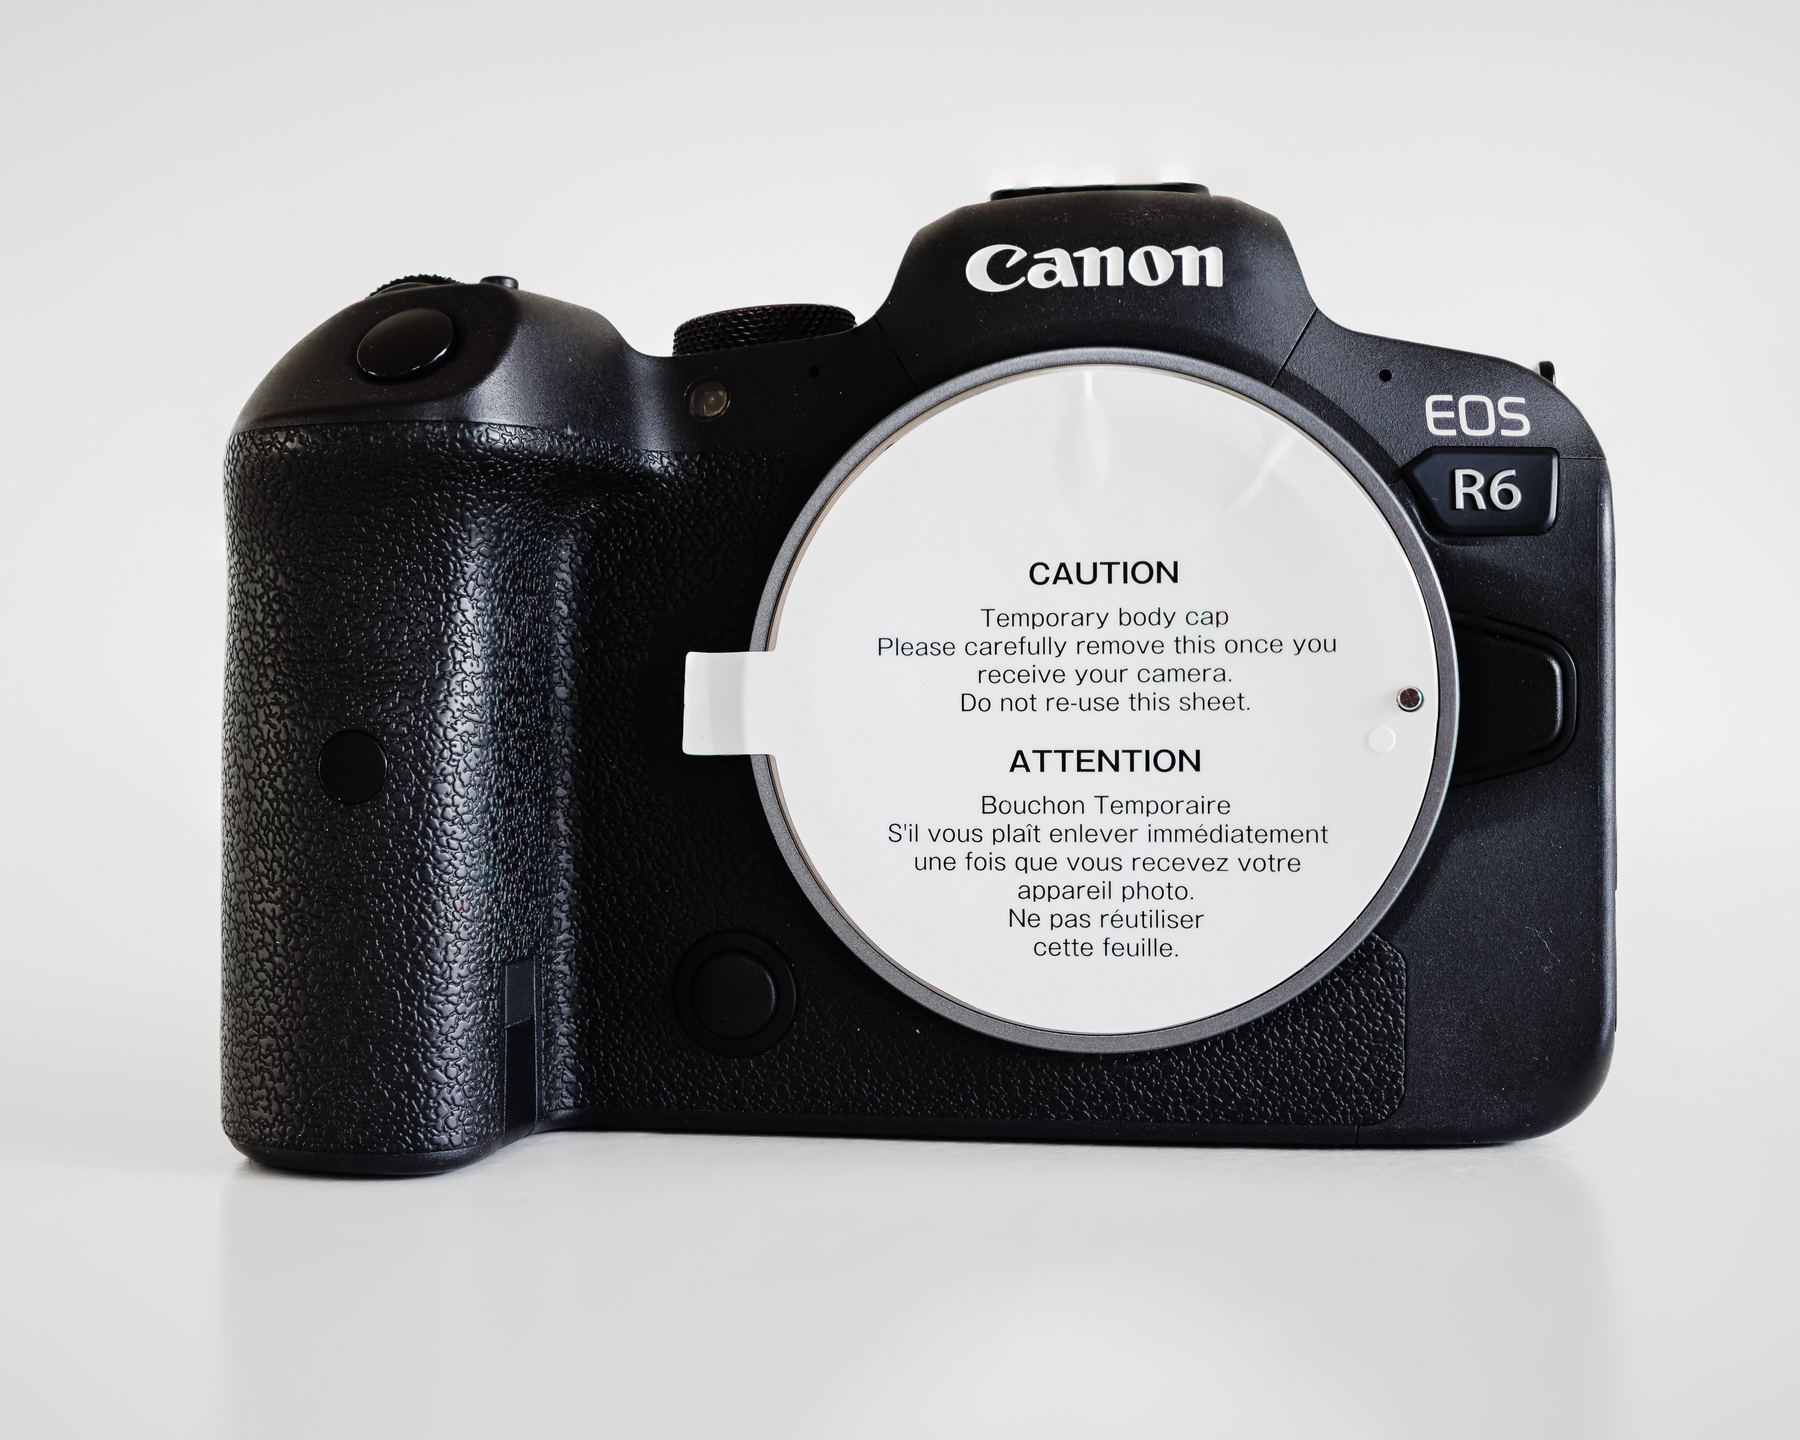 Canon
EOS
R6
CAUTION
Temporary body cap
Please carefully remove this once you
receive your camera.
Do not re-use this sheet.
ATTENTION
Bouchon Temporaire
S'il vous plaît enlever immédiatement
une fois que vous recevez votre
appareil photo.
Ne pas réutiliser
cette feuille.